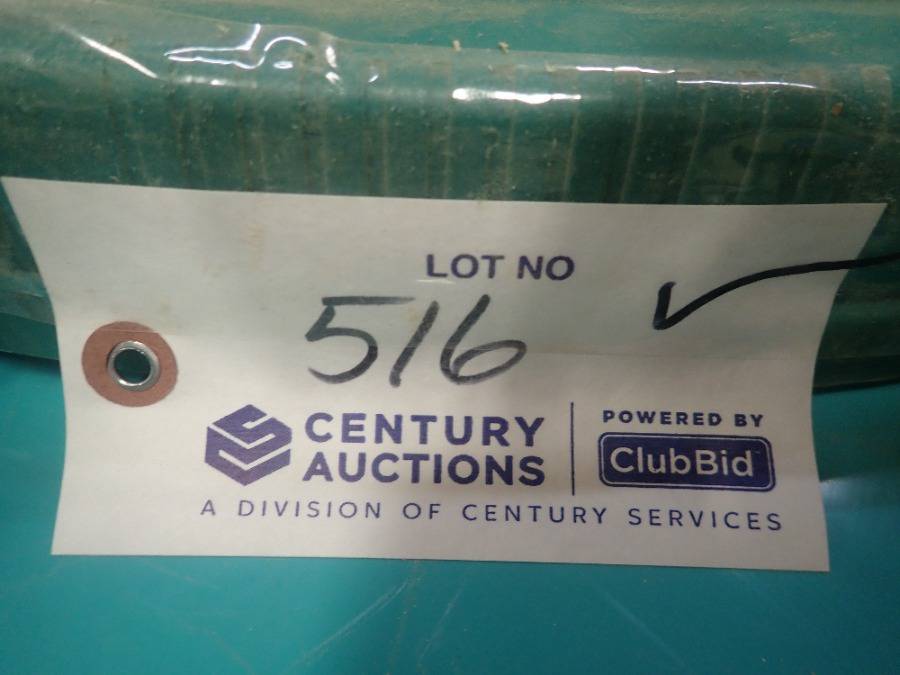 LOT NO
516
CENTURY
AUCTIONS
POWERED BY
ClubBid
A DIVISION OF CENTURY SERVICES